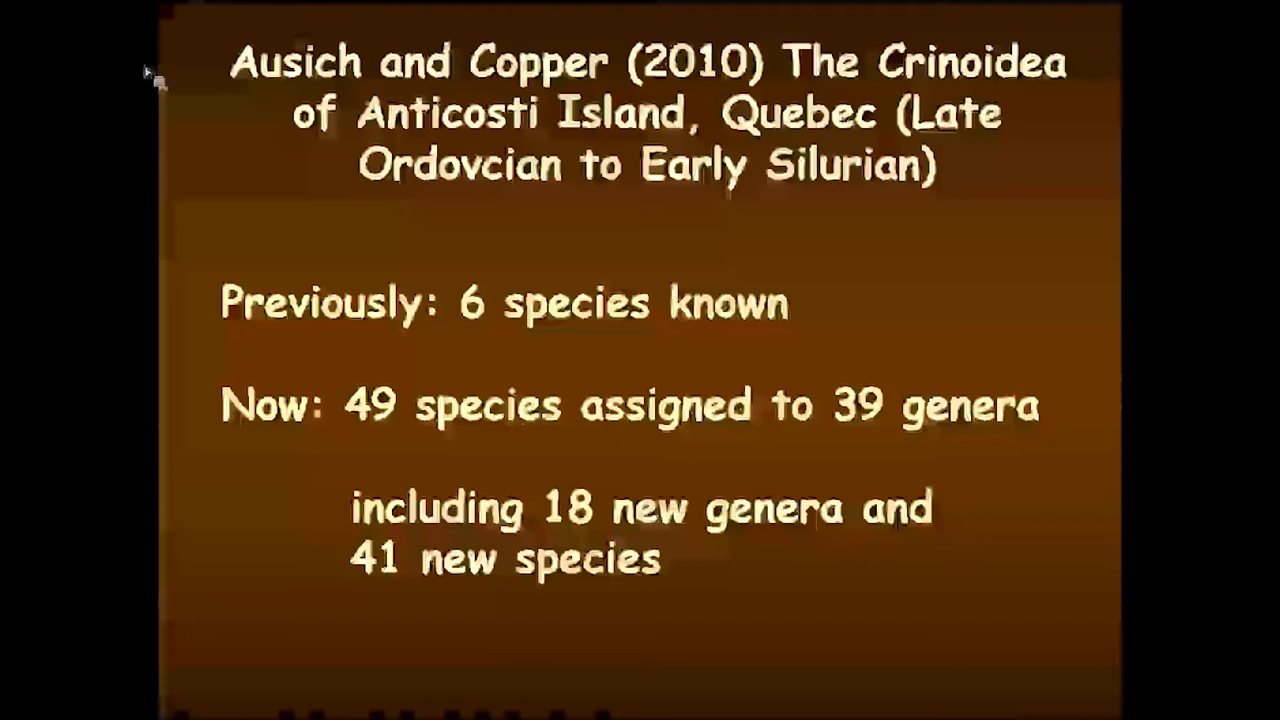 Ausich and Copper (2010) The Crinoidea
of Anticosti Island, Quebec (Late
Ordovcian to Early Silurian)
Previously: 6 species known
Now: 49 species assigned to 39 genera
including 18 new genera and
41 new species